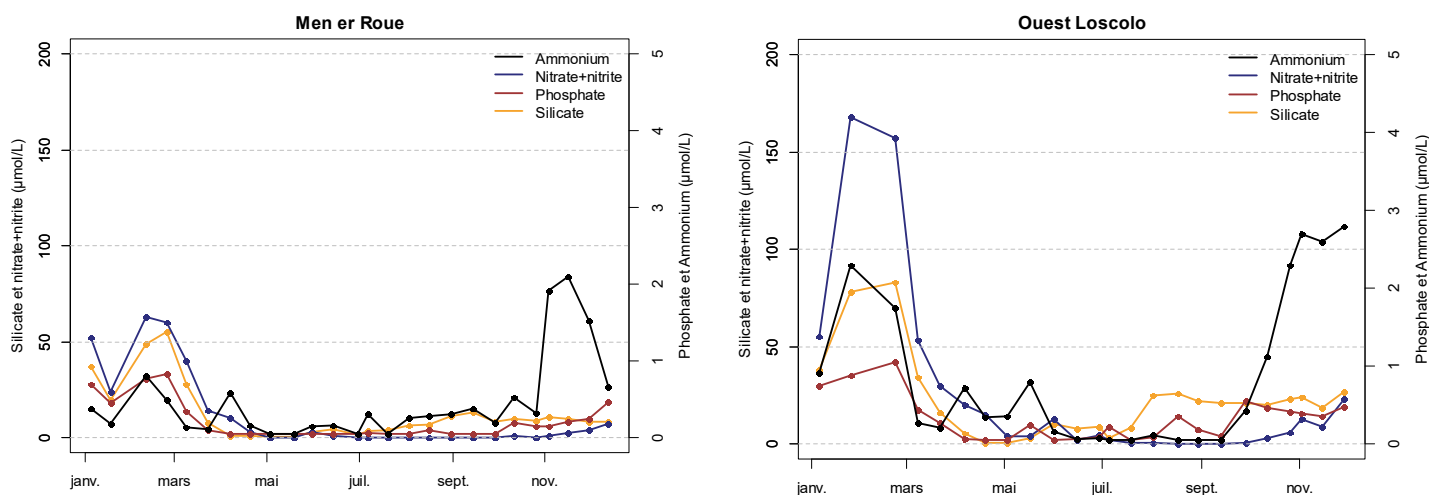 Men er Roue
Silicate et nitrate+nitrite (µmol/L)
200
150
100
50
0
Ammonium
Nitrate+nitrite
Phosphate
Silicate
5
4
3
2
1
0
Phosphate et Ammonium (µmol/L)
janv. mars mai juil. sept. nov.
Ouest Loscolo
Silicate et nitrate+nitrite (µmol/L)
200
150
100
50
0
Ammonium
Nitrate+nitrite
Phosphate
Silicate
5
4
3
2
1
0
Phosphate et Ammonium (µmol/L)
janv. mars mai juil. sept. nov.